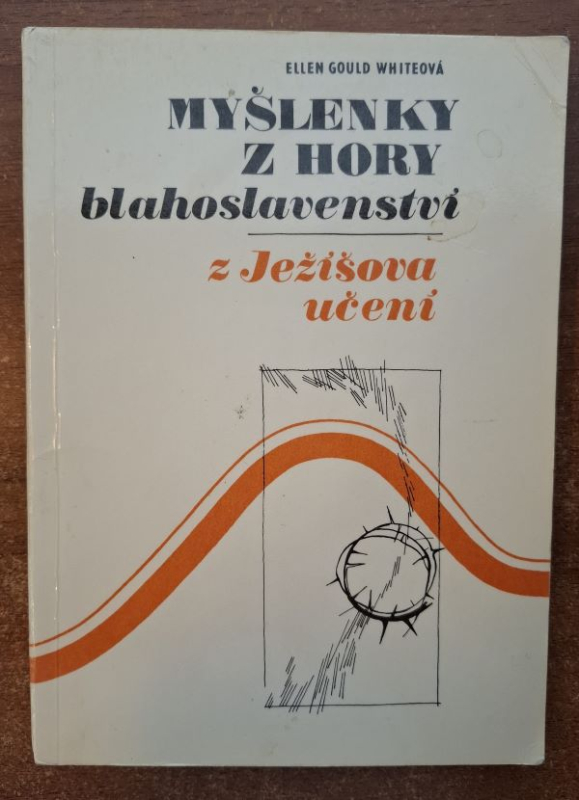 ELLEN GOULD WHITEOVÁ
MYŠLENKY
Z HORY
blahoslavenství
z Ježíšova
učení